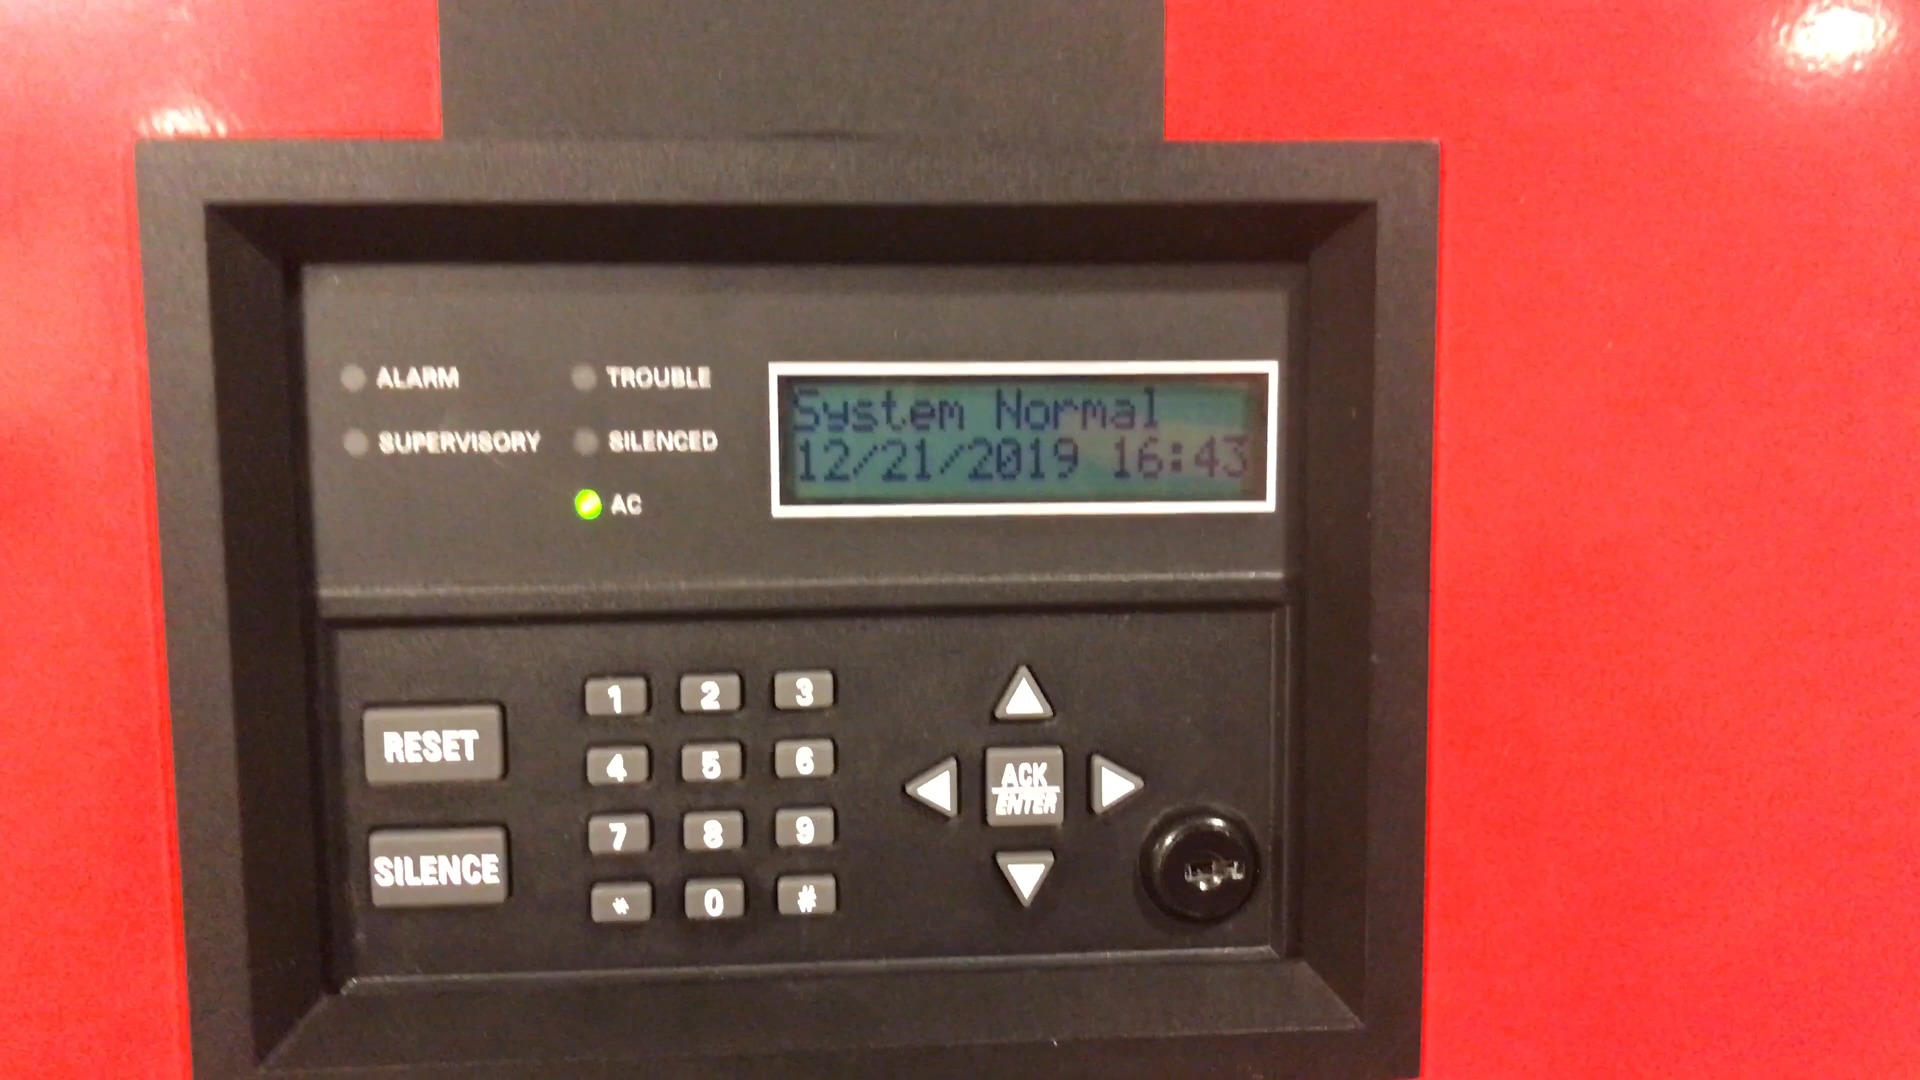 ALARM
TROUBLE
SUPERVISORY
SILENCED
AC
System Normal
12/21/2019 16:43
RESET
SILENCE
1 2 3
4 5 6
7 8 9
* 0 #
ACK
ENTER